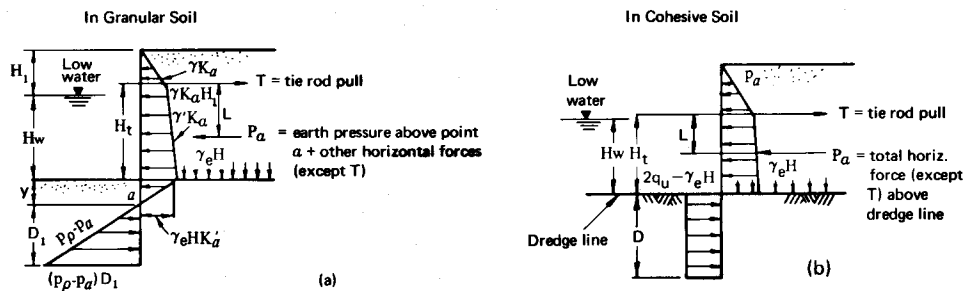 In Granular Soil
H₁
Low
water
Hw
γKₐ
T = tie rod pull
γKₐH₁
γ'Kₐ
Hₜ
L
Pₐ = earth pressure above point
a + other horizontal forces
(except T)
γₑH
y
a
D₁
pₚ-pₐ
γₑHK'ₐ
(pₚ-pₐ) D₁
(a)
In Cohesive Soil
pₐ
Low
water
T = tie rod pull
L
Hw
Hₜ
Pₐ = total horiz.
force (except
T) above
dredge line
2qᵤ-γₑH
γₑH
Dredge line
D
(b)